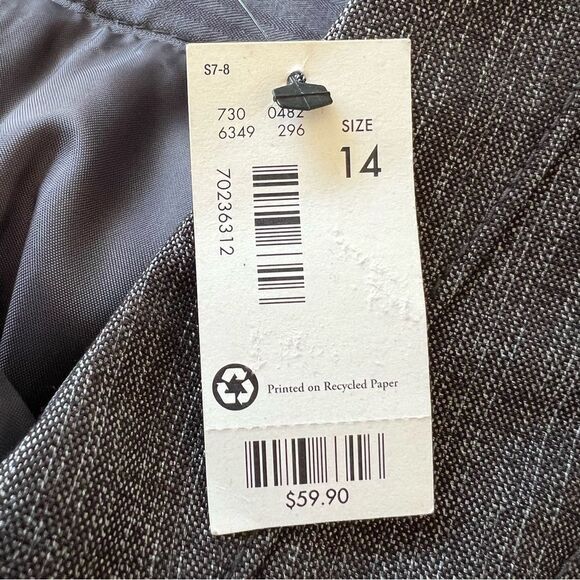 S7-8
730 0482
6349 296
SIZE
14
70236312
Printed on Recycled Paper
$59.90